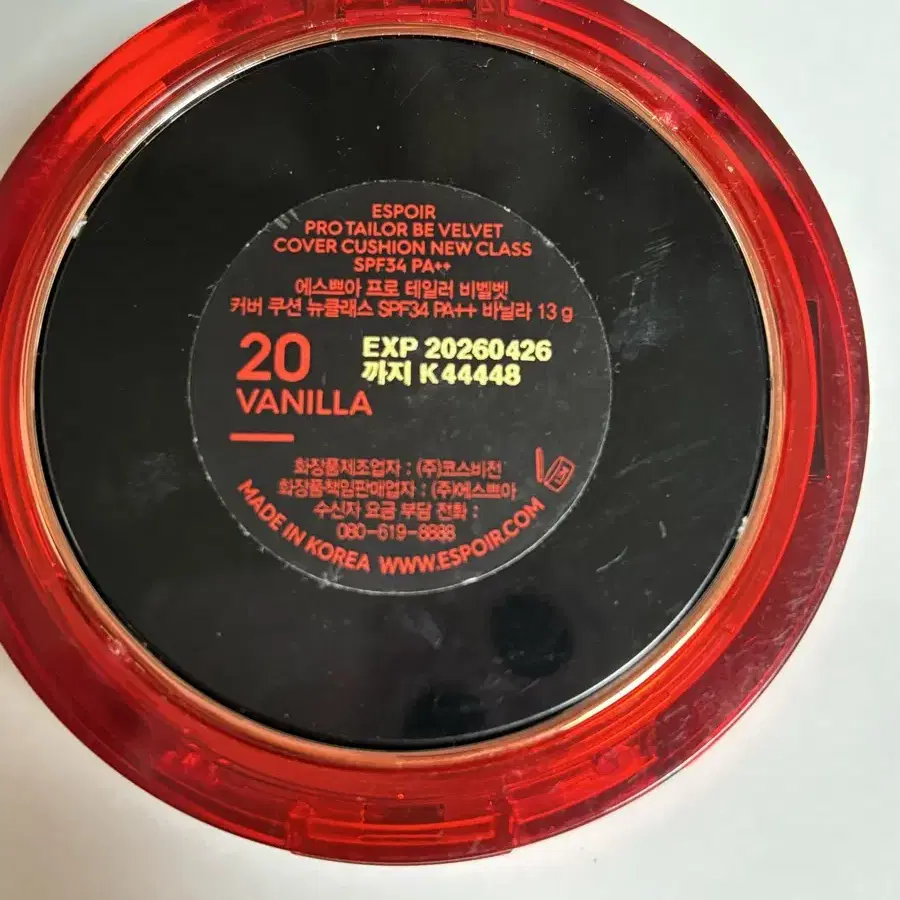 ESPOIR
PRO TAILOR BE VELVET
COVER CUSHION NEW CLASS
SPF34 PA++
에스쁘아 프로 테일러 비벨벳
커버 쿠션 뉴클래스 SPF34 PA++ 바닐라 13 g
20
VANILLA
EXP 20260426
까지 K44448
화장품제조업자 : (주)코스비전
화장품책임판매업자 : (주)에스쁘아
수신자 요금 부담 전화 :
080-619-8888
MADE IN KOREA WWW.ESPOIR.COM